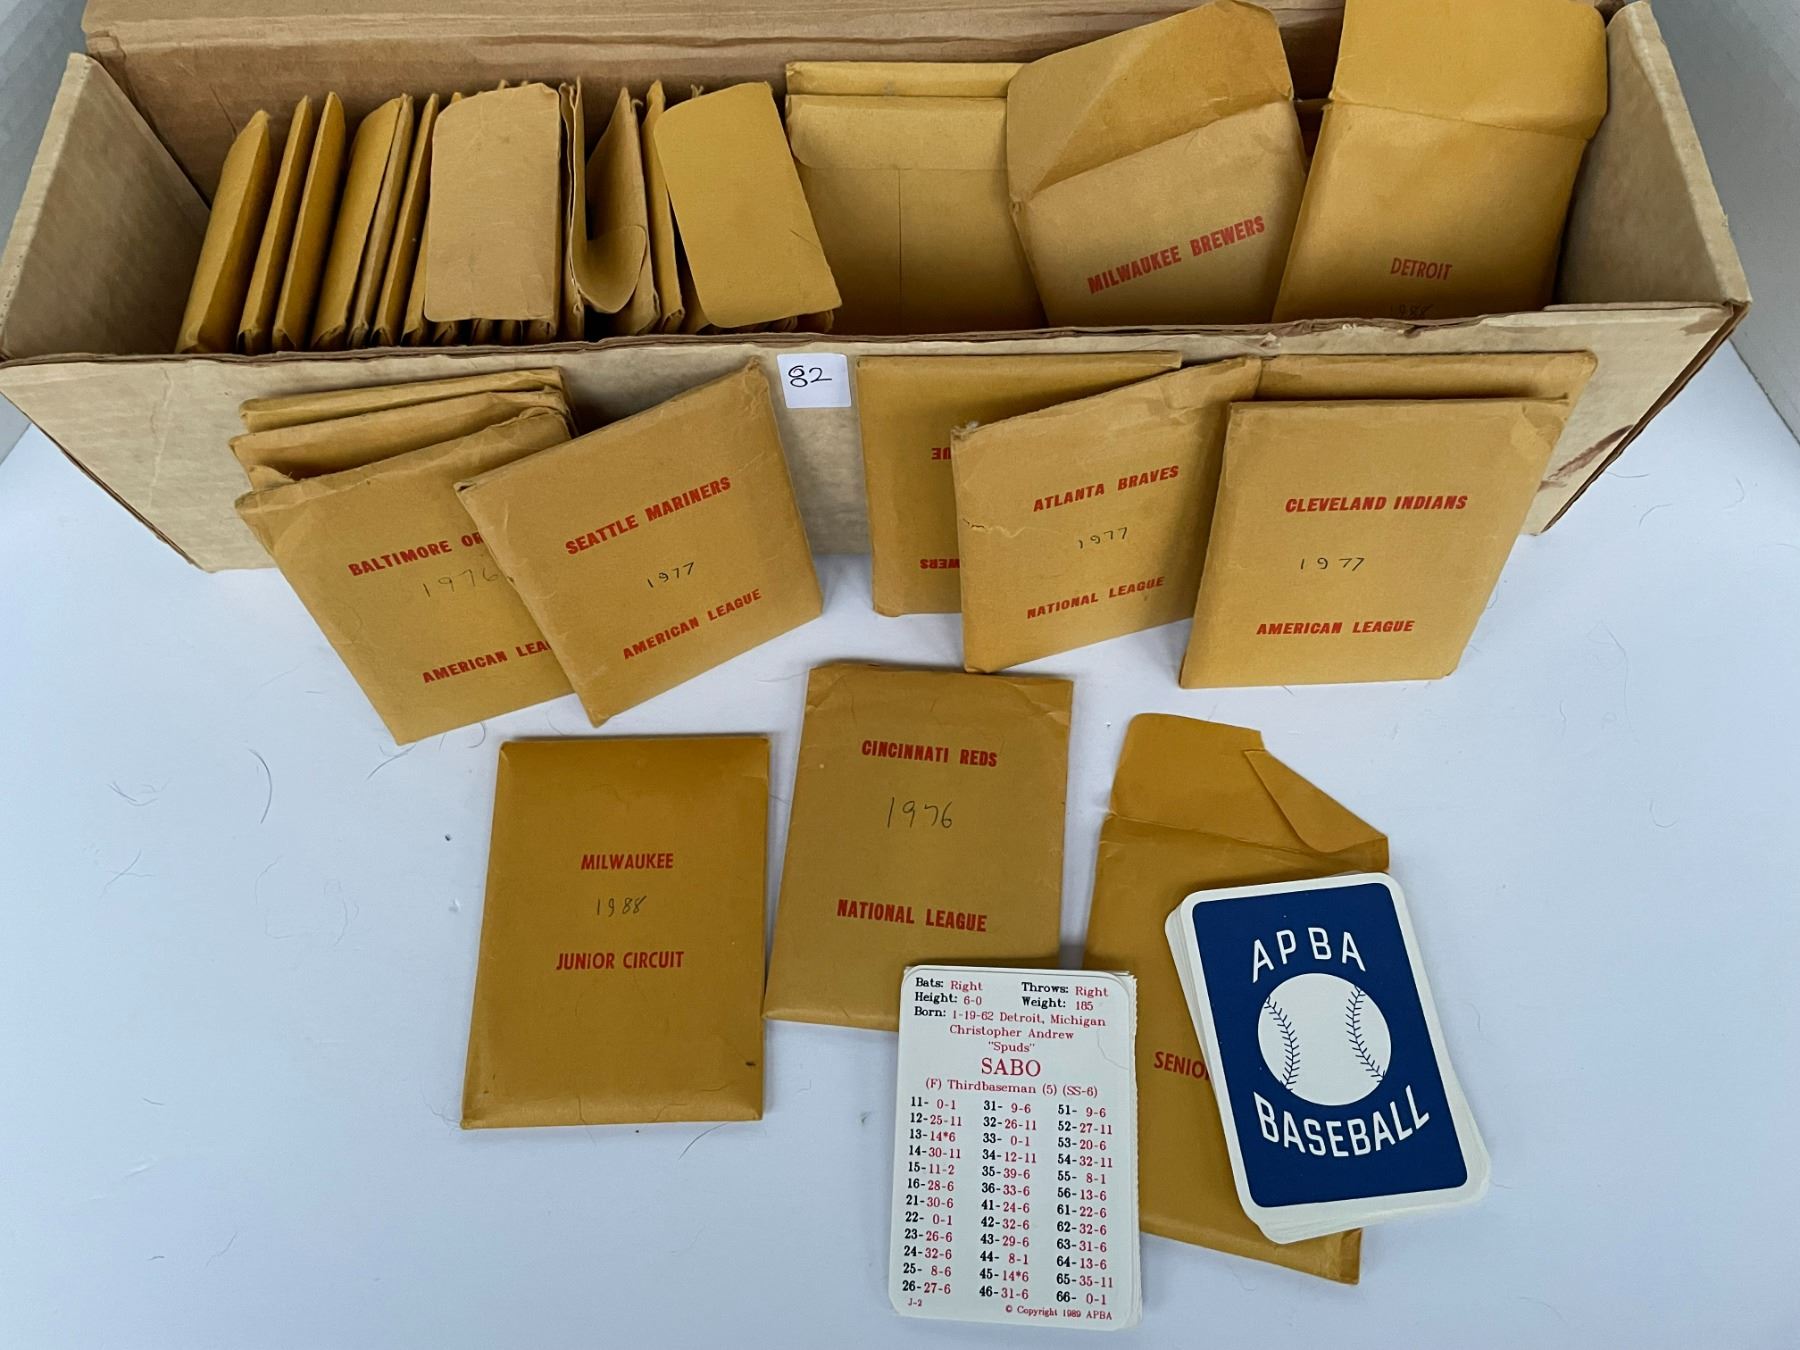 MILWAUKEE BREWERS
DETROIT
1988
82
BALTIMORE
1976
AMERICAN
SEATTLE MARINERS
1977
AMERICAN LEAGUE
ATLANTA BRAVES
1977
NATIONAL LEAGUE
CLEVELAND INDIANS
1977
AMERICAN LEAGUE
MILWAUKEE
1988
JUNIOR CIRCUIT
CINCINNATI REDS
1976
NATIONAL LEAGUE
APBA
BASEBALL
Bats: Right Throws: Right
Height: 6-0 Weight: 185
Born: 1-19-62 Detroit, Michigan
Christopher Andrew
"Spuds"
SABO
(F) Thirdbaseman (5) (SS-6)
11- 0-1 31- 9-6 51- 9-6
12-25-11 32-26-11 52-27-11
13-14*6 33- 0-1 53-20-6
14-30-11 34-12-11 54-32-11
15-11-2 35-39-6 55- 8-1
16-28-6 36-33-6 56-13-6
21-30-6 41-24-6 61-22-6
22- 0-1 42-32-6 62-32-6
23-26-6 43-29-6 63-31-6
24-32-6 44- 8-1 64-13-6
25- 8-6 45-14*6 65-35-11
26-27-6 46-31-6 66- 0-1
J-2 © Copyright 1989 APBA